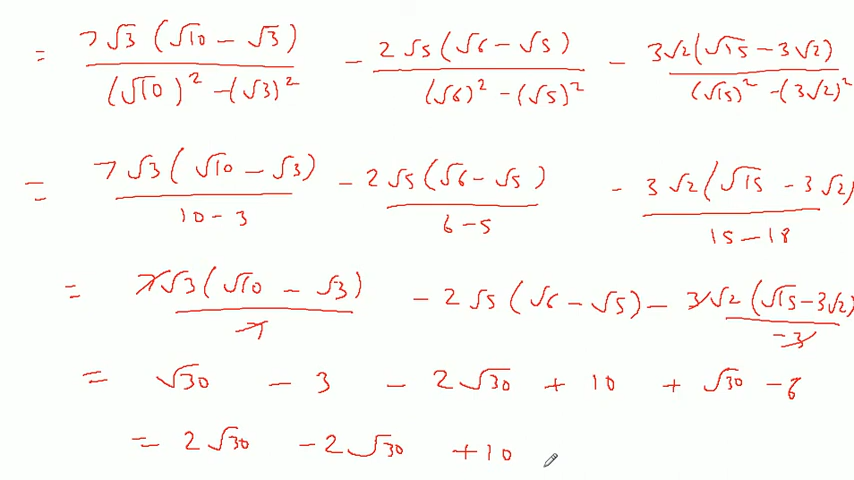 = 7√3(√10 − √3)/((√10)² − (√3)²) − 2√5(√6 − √5)/((√6)² − (√5)²) − 3√2(√15 − 3√2)/((√15)² − (3√2)²)
= 7√3(√10 − √3)/(10 − 3) − 2√5(√6 − √5)/(6 − 5) − 3√2(√15 − 3√2)/(15 − 18)
= 7√3(√10 − √3)/7 − 2√5(√6 − √5) − 3√2(√15 − 3√2)/−3
= √30 − 3 − 2√30 + 10 + √30 − 6
= 2√30 − 2√30 + 10